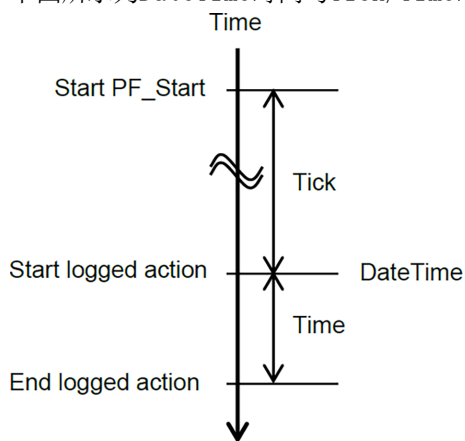 Time
Start PF_Start
Tick
Start logged action
DateTime
Time
End logged action